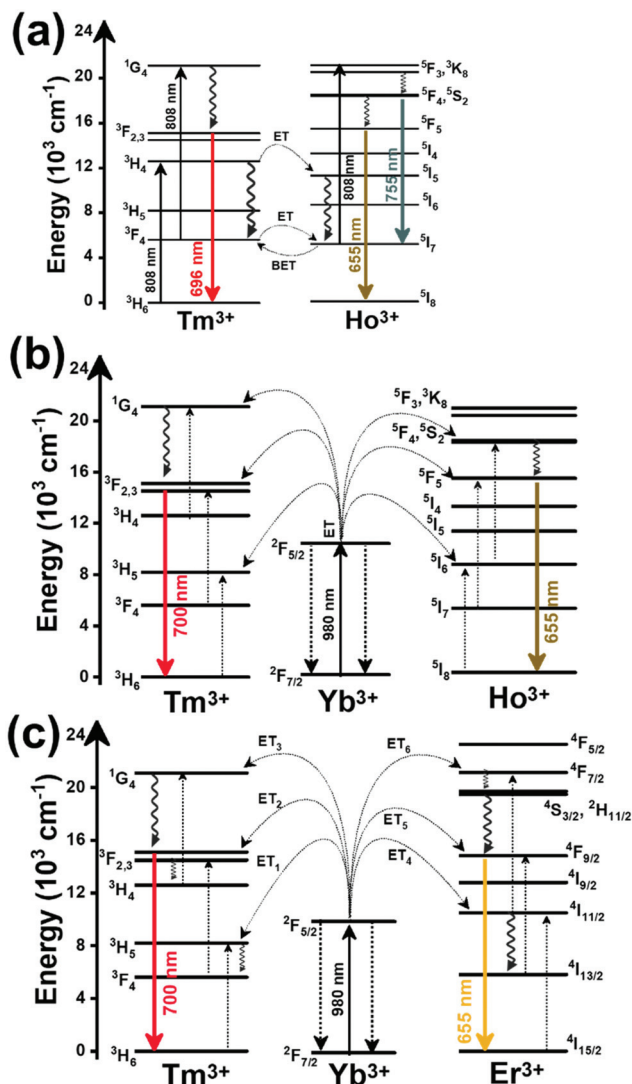 (a)
24
20
16
12
8
4
0
Energy (10³ cm⁻¹)
¹G₄
³F₂,₃
³H₄
³H₅
³F₄
³H₆
808 nm
808 nm
696 nm
Tm³⁺
ET
ET
BET
⁵F₃,³K₈
⁵F₄,⁵S₂
⁵F₅
⁵I₄
⁵I₅
⁵I₆
⁵I₇
⁵I₈
655 nm
808 nm
755 nm
Ho³⁺
(b)
24
20
16
12
8
4
0
Energy (10³ cm⁻¹)
¹G₄
³F₂,₃
³H₄
³H₅
³F₄
³H₆
700 nm
Tm³⁺
ET
²F₅/₂
980 nm
²F₇/₂
Yb³⁺
⁵F₃,³K₈
⁵F₄,⁵S₂
⁵F₅
⁵I₄
⁵I₅
⁵I₆
⁵I₇
⁵I₈
655 nm
Ho³⁺
(c)
24
20
16
12
8
4
0
Energy (10³ cm⁻¹)
¹G₄
³F₂,₃
³H₄
³H₅
³F₄
³H₆
700 nm
Tm³⁺
ET₃
ET₂
ET₁
ET₆
ET₅
ET₄
²F₅/₂
980 nm
²F₇/₂
Yb³⁺
⁴F₅/₂
⁴F₇/₂
⁴S₃/₂, ²H₁₁/₂
⁴F₉/₂
⁴I₉/₂
⁴I₁₁/₂
⁴I₁₃/₂
⁴I₁₅/₂
655 nm
Er³⁺